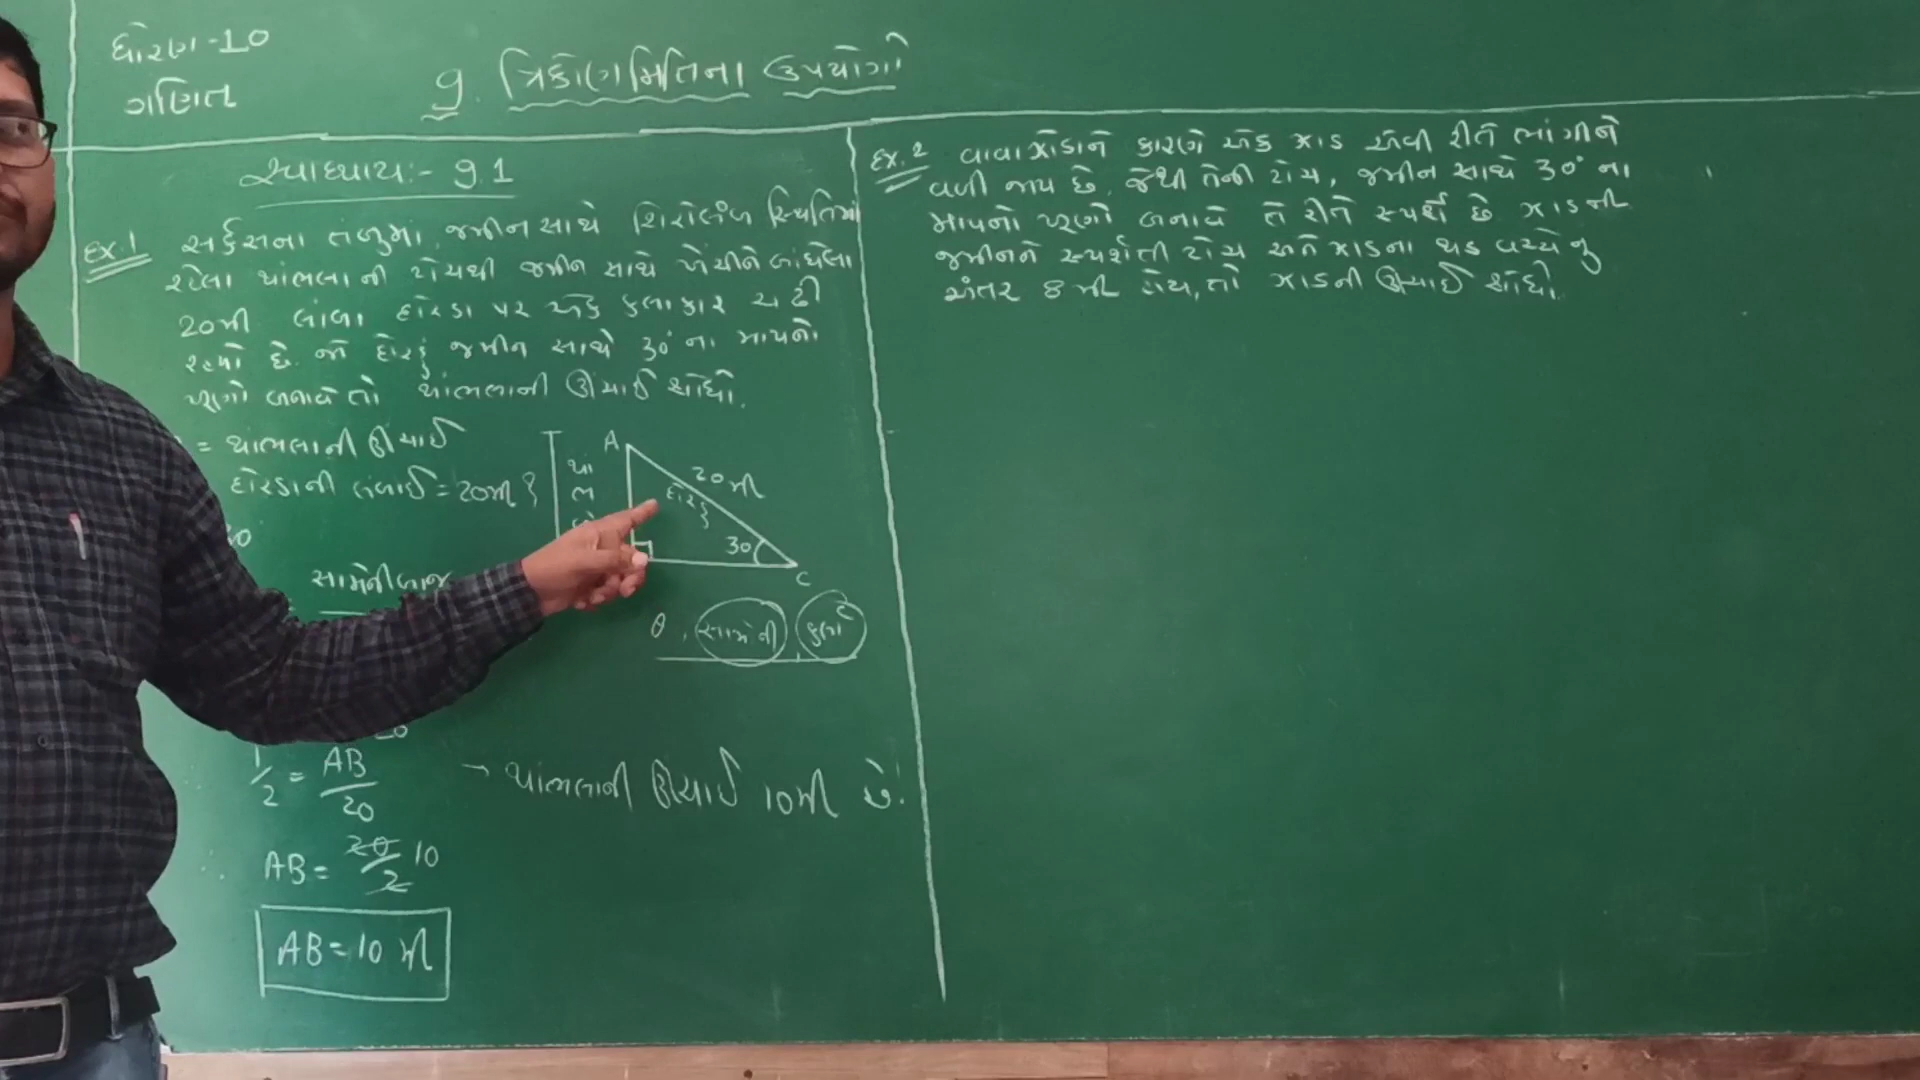 ધોરણ-10
ગણિત
9. ત્રિકોણમિતિના ઉપયોગો
સ્વાધ્યાય:- 9.1
Ex.1 સર્કસના તંબુમાં, જમીન સાથે શિરોલંબ સ્થિતિમાં
રહેલા થાંભલાની ટોચથી જમીન સાથે ખેંચીને બાંધેલા
20મી લાંબા દોરડા પર એક કલાકાર ચઢી
રહ્યો છે. જો દોરડું જમીન સાથે 30° ના માપનો
ખૂણો બનાવે તો થાંભલાની ઊંચાઈ શોધો.
= થાંભલાની ઊંચાઈ
દોરડાની લંબાઈ = 20મી
સામેની બાજુ
1/2 = AB/20
∴ AB = 20/2 10
AB = 10 મી
A
20 મી
દોરડું
30
C
θ, સામેની, કર્ણ
→ થાંભલાની ઊંચાઈ 10મી છે.
Ex.2 વાવાઝોડાને કારણે એક ઝાડ એવી રીતે ભાંગીને
વળી જાય છે. જેથી તેની ટોચ, જમીન સાથે 30° ના
માપનો ખૂણો બનાવે તે રીતે સ્પર્શે છે. ઝાડની
જમીનને સ્પર્શતી ટોચ અને ઝાડના થડ વચ્ચેનું
અંતર 8 મી હોય, તો ઝાડની ઊંચાઈ શોધો.